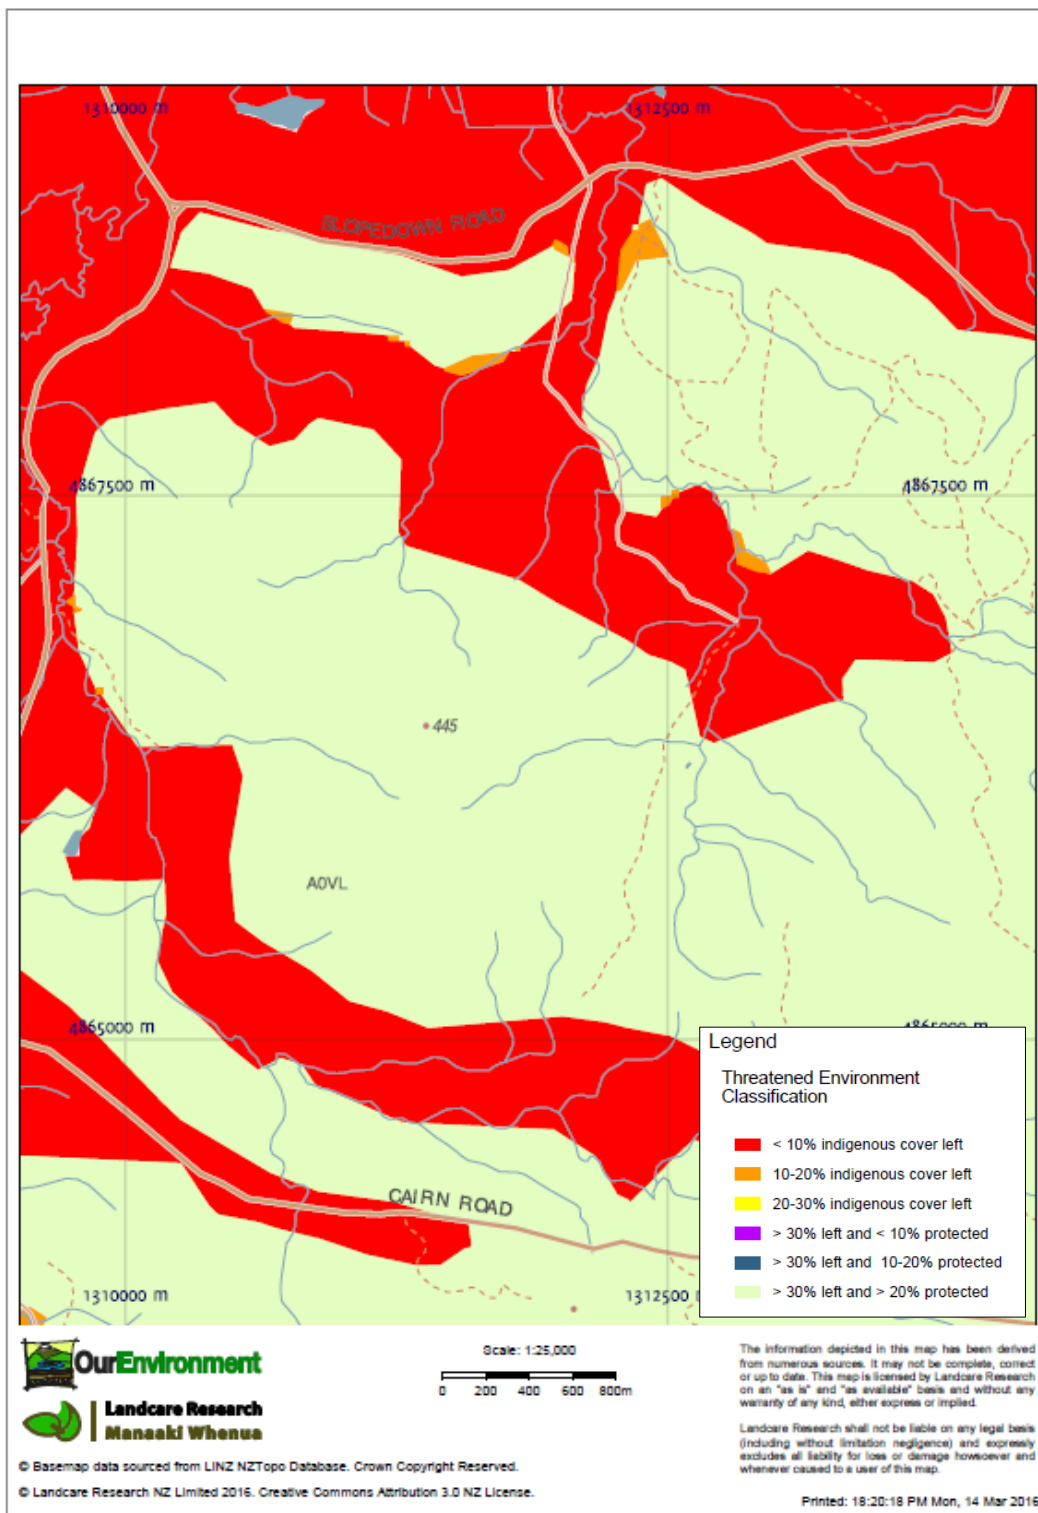 1310000 m
1312500 m
SLOPEDOWN ROAD
4867500 m
4867500 m
445
A0VL
4865000 m
4865000 m
CAIRN ROAD
1310000 m
1312500 m
Legend
Threatened Environment
Classification
< 10% indigenous cover left
10-20% indigenous cover left
20-30% indigenous cover left
> 30% left and < 10% protected
> 30% left and 10-20% protected
> 30% left and > 20% protected
OurEnvironment
Landcare Research
Manaaki Whenua
Scale: 1:25,000
0 200 400 600 800m
The information depicted in this map has been derived
from numerous sources. It may not be complete, correct
or up to date. This map is licensed by Landcare Research
on an "as is" and "as available" basis and without any
warranty of any kind, either express or implied.
Landcare Research shall not be liable on any legal basis
(including without limitation negligence) and expressly
excludes all liability for loss or damage howsoever and
whenever caused to a user of this map.
© Basemap data sourced from LINZ NZTopo Database. Crown Copyright Reserved.
© Landcare Research NZ Limited 2016. Creative Commons Attribution 3.0 NZ License.
Printed: 18:20:18 PM Mon, 14 Mar 2016